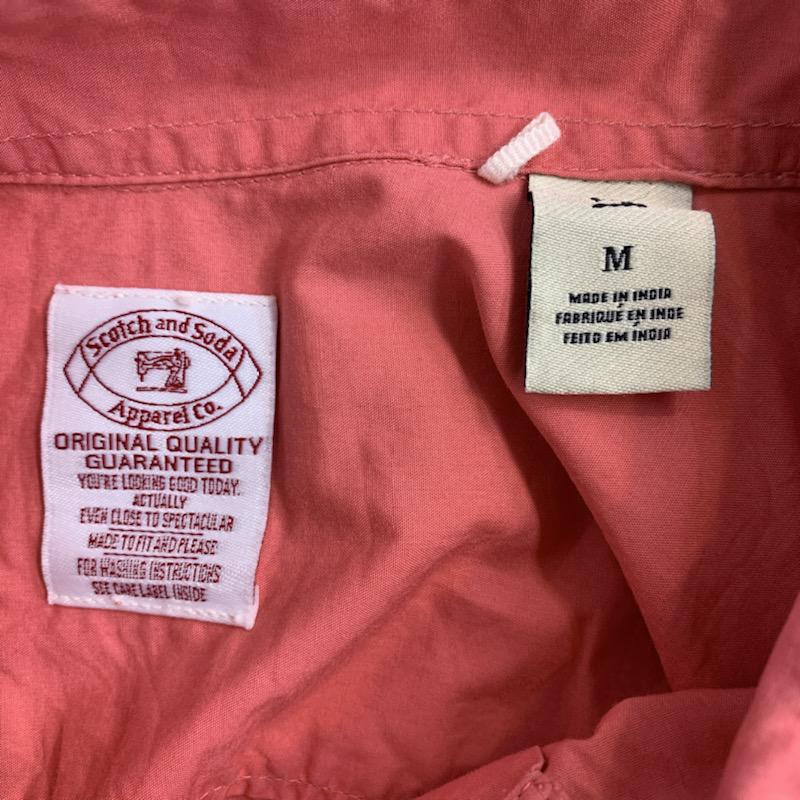 Scotch and Soda
Apparel Co.
ORIGINAL QUALITY
GUARANTEED
YOU'RE LOOKING GOOD TODAY.
ACTUALLY
EVEN CLOSE TO SPECTACULAR
MADE TO FIT AND PLEASE
FOR WASHING INSTRUCTIONS
SEE CARE LABEL INSIDE
M
MADE IN INDIA
FABRIQUÉ EN INDE
FEITO EM ÍNDIA